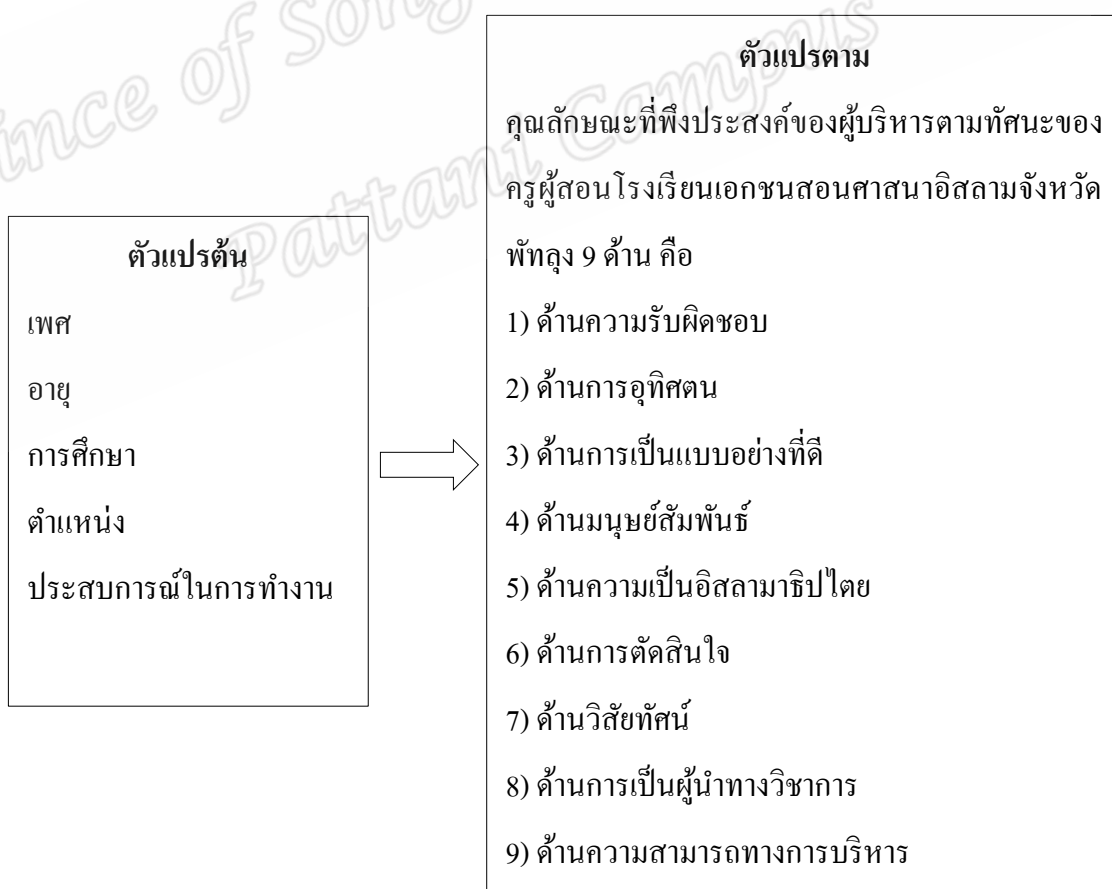 ince of Song
Pattani Campus
ตัวแปรต้น
เพศ
อายุ
การศึกษา
ตำแหน่ง
ประสบการณ์ในการทำงาน
ตัวแปรตาม
คุณลักษณะที่พึงประสงค์ของผู้บริหารตามทัศนะของ
ครูผู้สอนโรงเรียนเอกชนสอนศาสนาอิสลามจังหวัด
พัทลุง 9 ด้าน คือ
1) ด้านความรับผิดชอบ
2) ด้านการอุทิศตน
3) ด้านการเป็นแบบอย่างที่ดี
4) ด้านมนุษย์สัมพันธ์
5) ด้านความเป็นอิสลามาธิปไตย
6) ด้านการตัดสินใจ
7) ด้านวิสัยทัศน์
8) ด้านการเป็นผู้นำทางวิชาการ
9) ด้านความสามารถทางการบริหาร